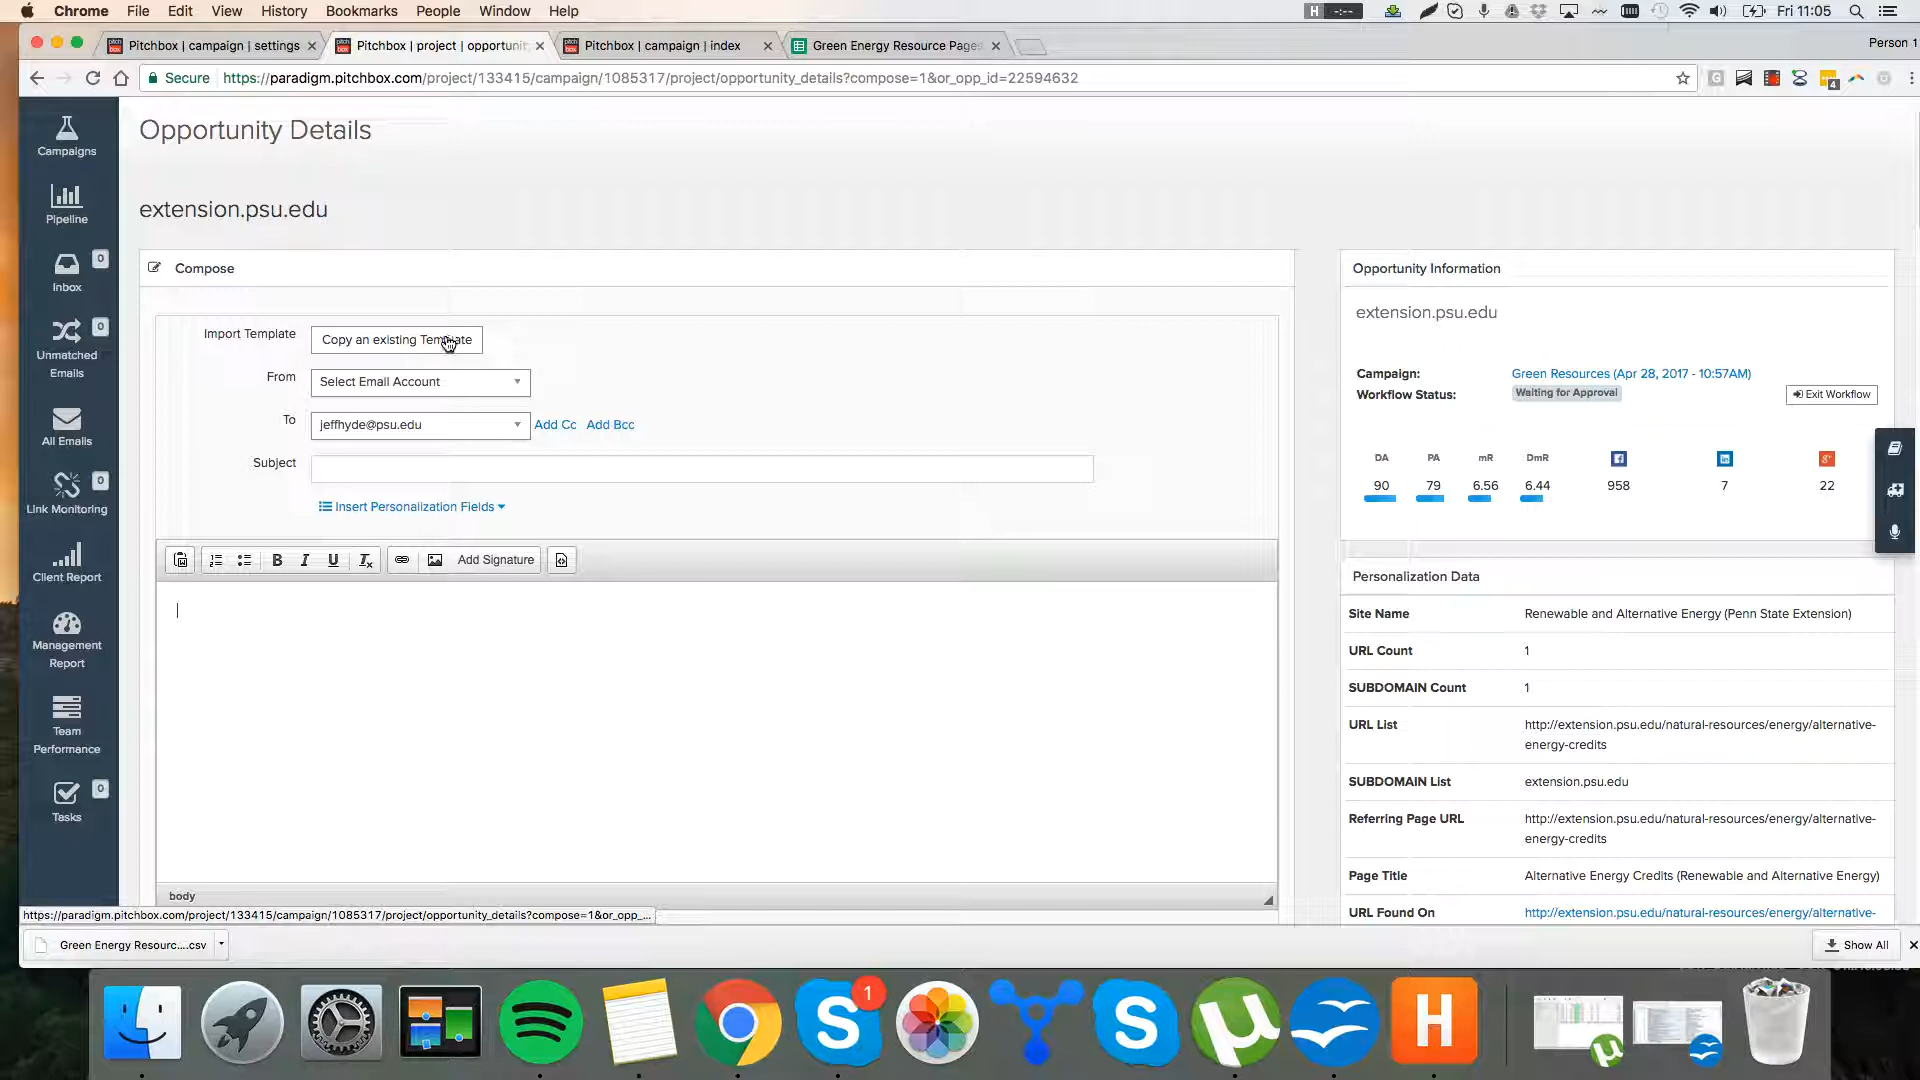 Chrome File Edit View History Bookmarks People Window Help
H -:-- Fri 11:05
Pitchbox | campaign | settings
Pitchbox | project | opportunit
Pitchbox | campaign | index
Green Energy Resource Page
Person 1
Secure https://paradigm.pitchbox.com/project/133415/campaign/1085317/project/opportunity_details?compose=1&or_opp_id=22594632
4
Campaigns
Pipeline
Inbox 0
Unmatched Emails 0
All Emails
Link Monitoring 0
Client Report
Management Report
Team Performance
Tasks 0
Opportunity Details
extension.psu.edu
Compose
Import Template Copy an existing Template
From Select Email Account
To jeffhyde@psu.edu Add Cc Add Bcc
Subject
Insert Personalization Fields
B I U Tx Add Signature
body
Opportunity Information
extension.psu.edu
Campaign: Green Resources (Apr 28, 2017 - 10:57AM)
Workflow Status: Waiting for Approval Exit Workflow
DA PA mR DmR
90 79 6.56 6.44 958 7 22
Personalization Data
Site Name Renewable and Alternative Energy (Penn State Extension)
URL Count 1
SUBDOMAIN Count 1
URL List http://extension.psu.edu/natural-resources/energy/alternative-
energy-credits
SUBDOMAIN List extension.psu.edu
Referring Page URL http://extension.psu.edu/natural-resources/energy/alternative-
energy-credits
Page Title Alternative Energy Credits (Renewable and Alternative Energy)
URL Found On http://extension.psu.edu/natural-resources/energy/alternative-
https://paradigm.pitchbox.com/project/133415/campaign/1085317/project/opportunity_details?compose=1&or_opp_...
Green Energy Resourc....csv
Show All
1